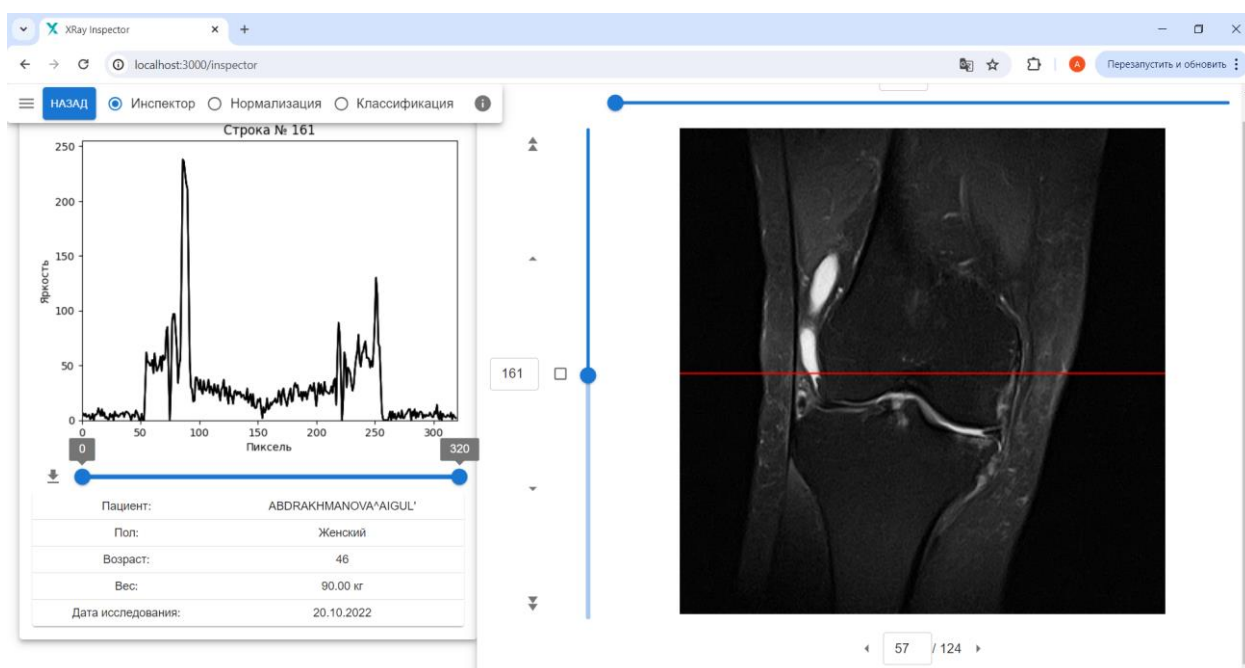 XRay Inspector
localhost:3000/inspector
Перезапустить и обновить
НАЗАД Инспектор Нормализация Классификация
Строка № 161
250
200
150
100
50
0
Яркость
0 50 100 150 200 250 300
Пиксель
0 320
Пациент: ABDRAKHMANOVA^AIGUL'
Пол: Женский
Возраст: 46
Вес: 90.00 кг
Дата исследования: 20.10.2022
161
57 / 124